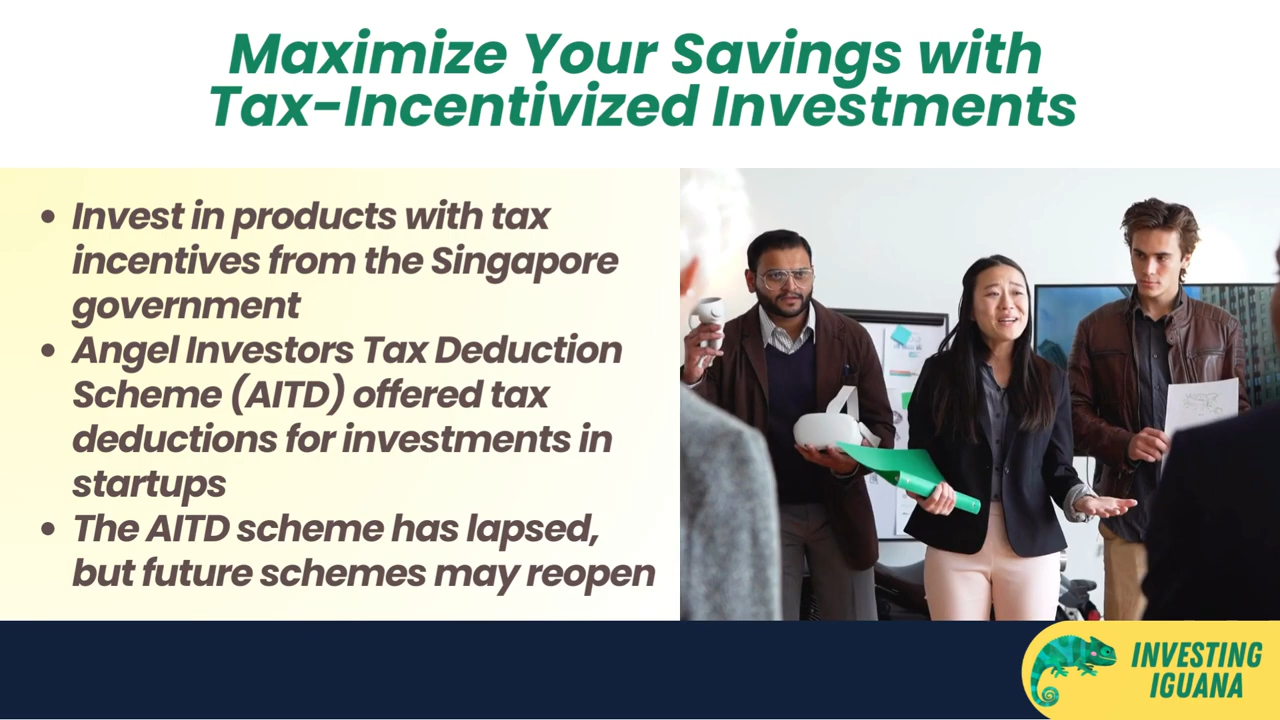 Maximize Your Savings with
Tax-Incentivized Investments
• Invest in products with tax
incentives from the Singapore
government
• Angel Investors Tax Deduction
Scheme (AITD) offered tax
deductions for investments in
startups
• The AITD scheme has lapsed,
but future schemes may reopen
INVESTING
IGUANA